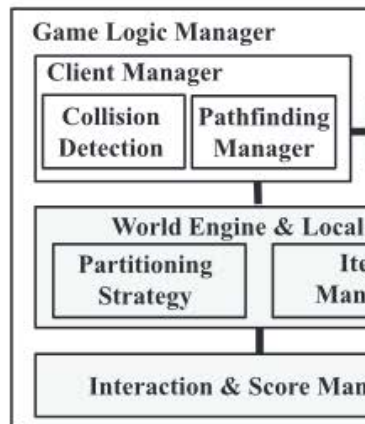 Game Logic Manager
Client Manager
Collision
Detection
Pathfinding
Manager
World Engine & Local
Partitioning
Strategy
Ite
Man
Interaction & Score Man